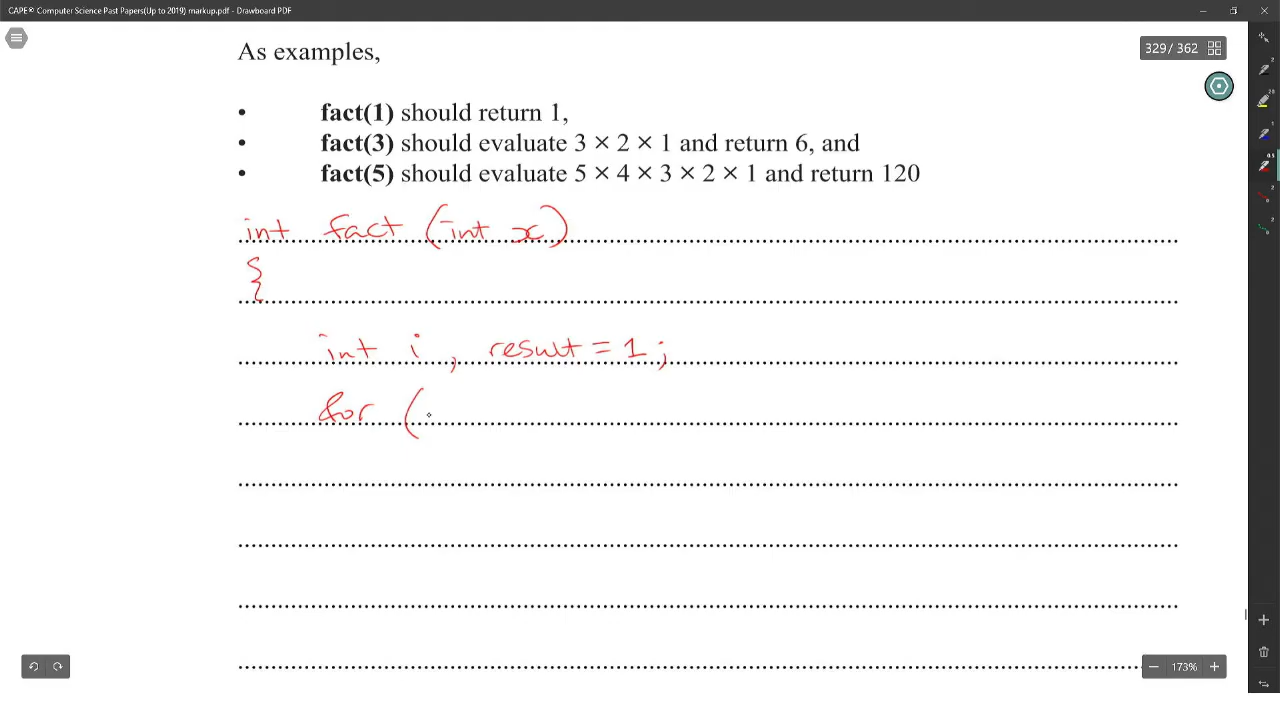 CAPE® Computer Science Past Papers(Up to 2019) markup.pdf - Drawboard PDF
329 / 362
As examples,
• fact(1) should return 1,
• fact(3) should evaluate 3 × 2 × 1 and return 6, and
• fact(5) should evaluate 5 × 4 × 3 × 2 × 1 and return 120
int fact (int x)
{
int i , result = 1 ;
for (
173%